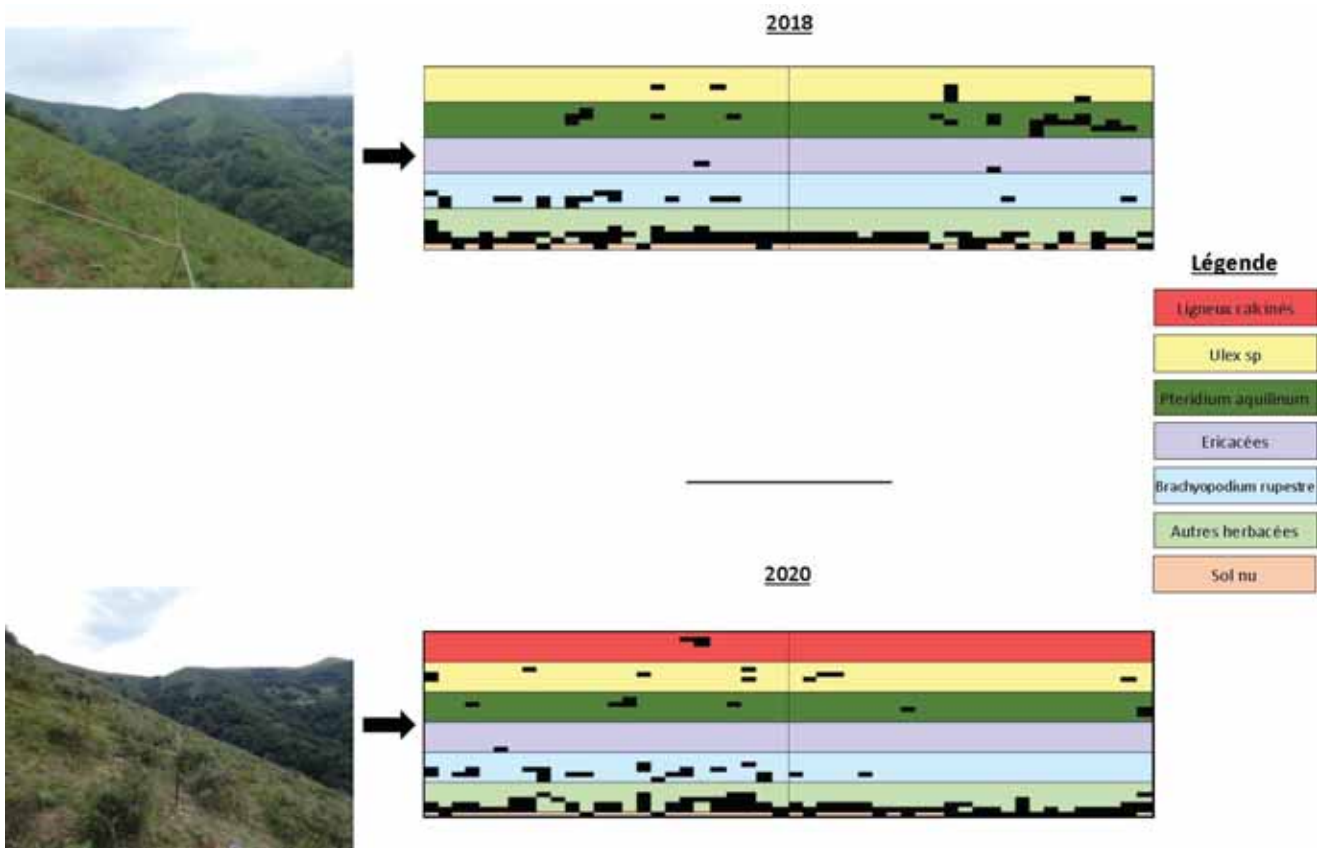 2018
Légende
Ligneux calcinés
Ulex sp
Pteridium aquilinum
Ericacées
Brachyopodium rupestre
Autres herbacées
Sol nu
2020